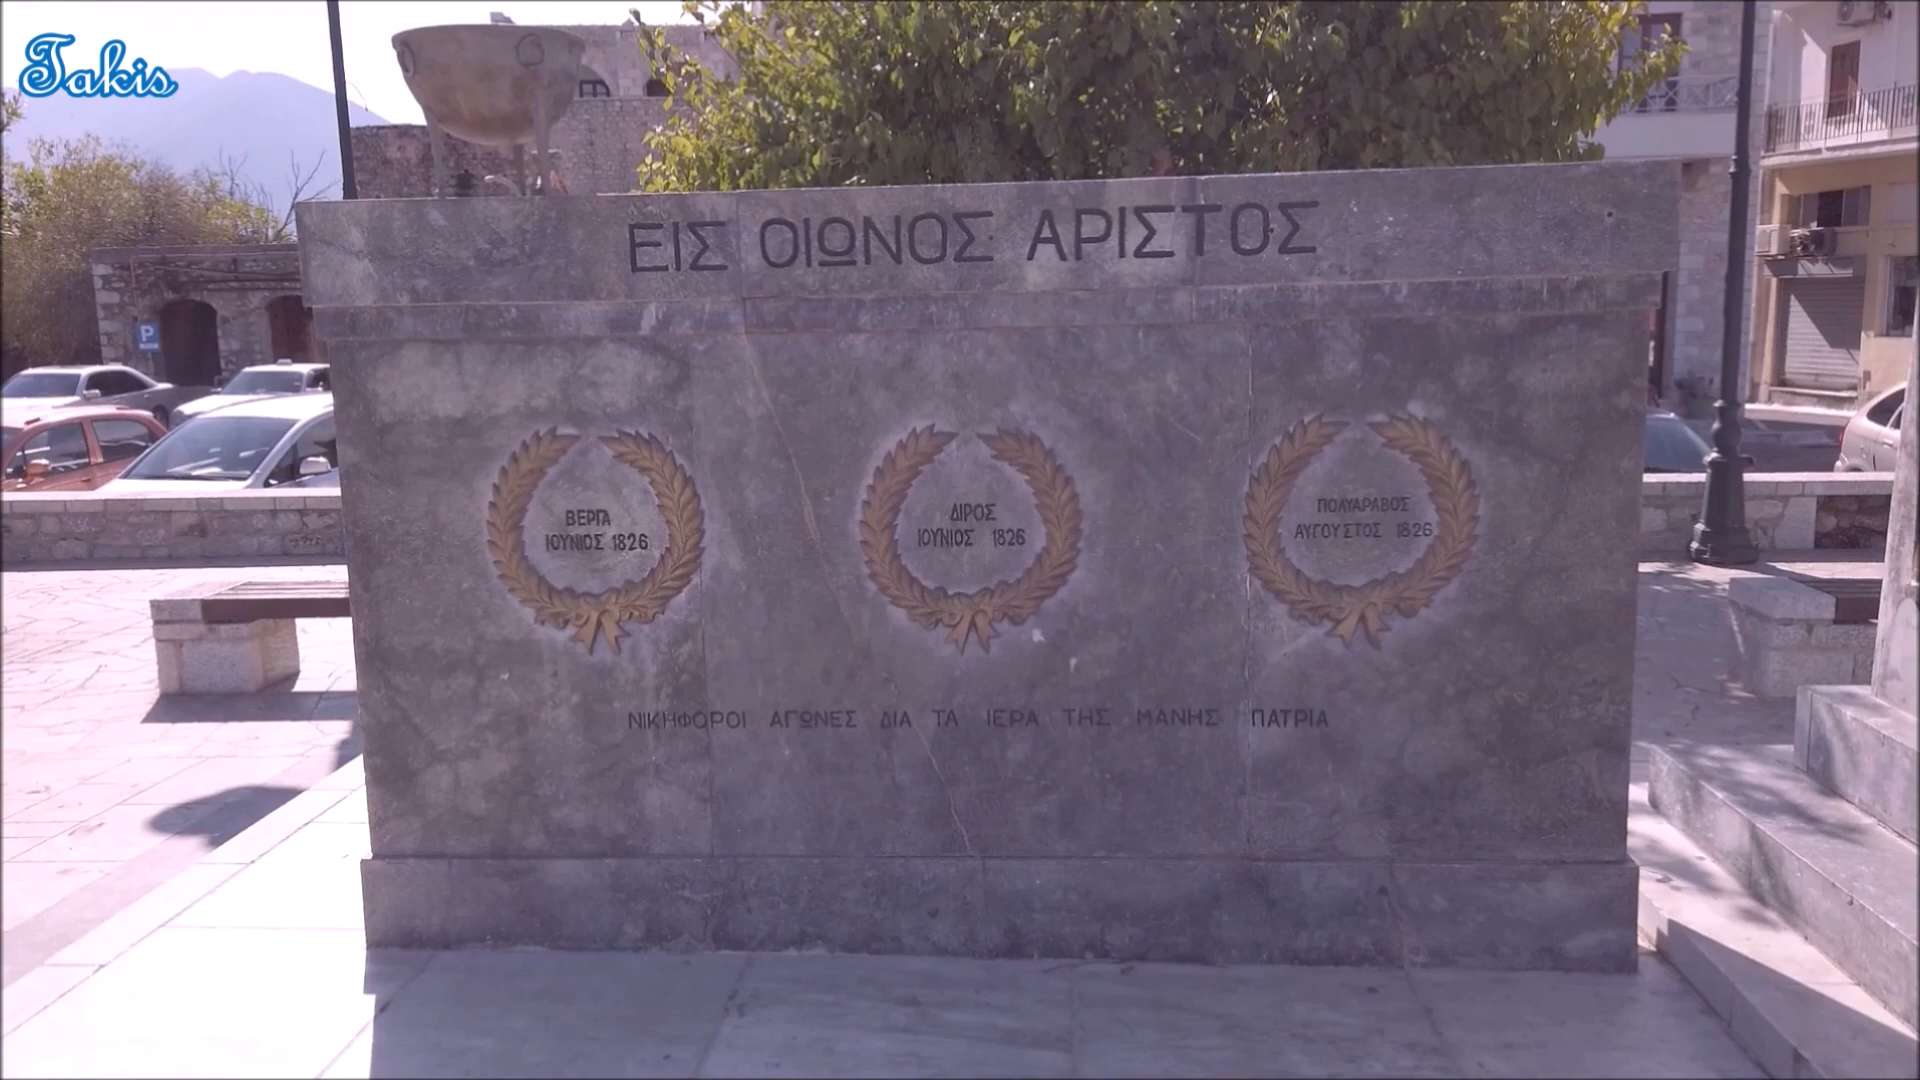 Takis
P
ΕΙΣ ΟΙΩΝΟΣ ΑΡΙΣΤΟΣ
ΒΕΡΓΑ
ΙΟΥΝΙΟΣ 1826
ΔΙΡΟΣ
ΙΟΥΝΙΟΣ 1826
ΠΟΛΥΑΡΑΒΟΣ
ΑΥΓΟΥΣΤΟΣ 1826
ΝΙΚΗΦΟΡΟΙ ΑΓΩΝΕΣ ΔΙΑ ΤΑ ΙΕΡΑ ΤΗΣ ΜΑΝΗΣ ΠΑΤΡΙΑ